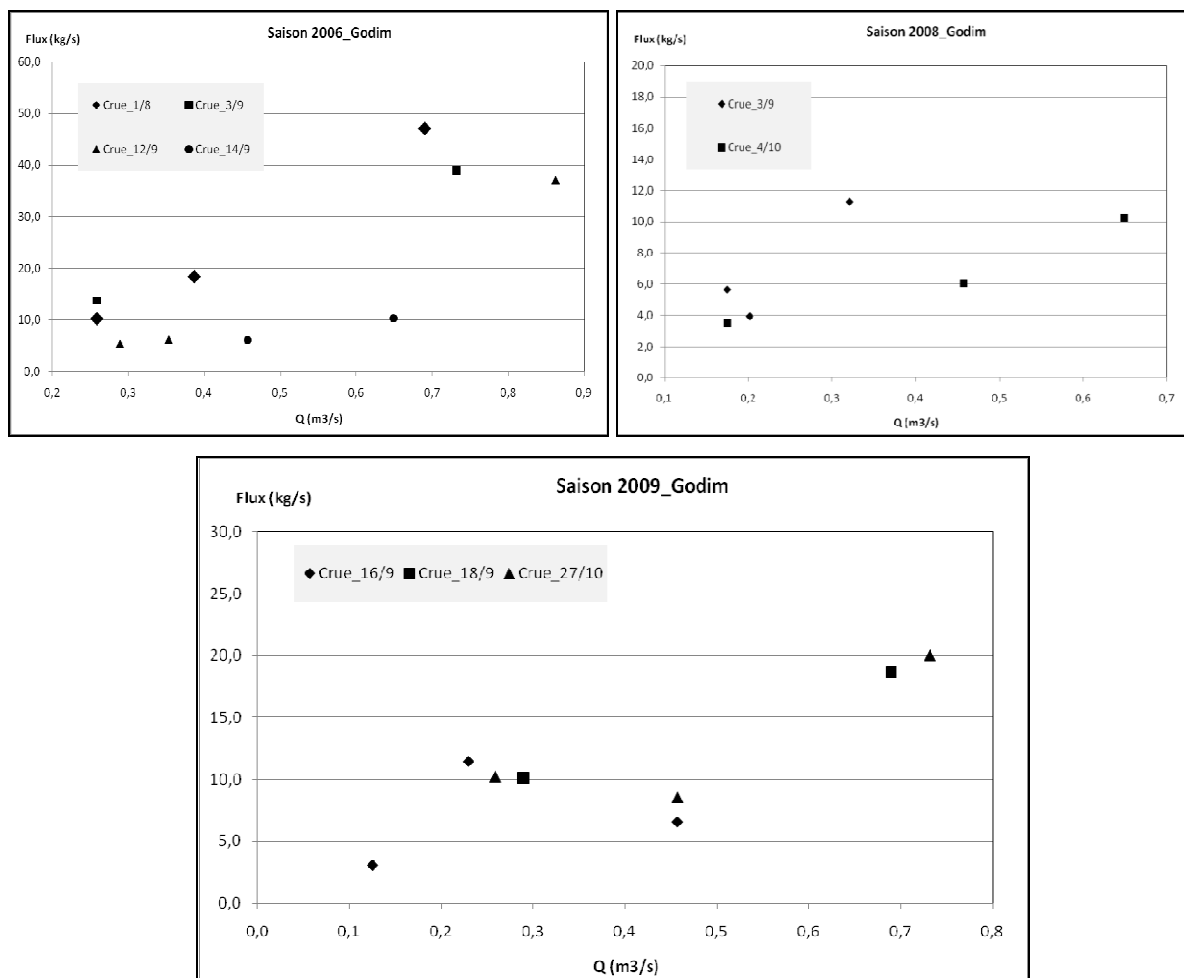 Saison 2006_Godim
Flux (kg/s)
60,0
50,0
40,0
30,0
20,0
10,0
0,0
Crue_1/8 Crue_3/9
Crue_12/9 Crue_14/9
0,2 0,3 0,4 0,5 0,6 0,7 0,8 0,9
Q (m3/s)
Saison 2008_Godim
Flux (kg/s)
20,0
18,0
16,0
14,0
12,0
10,0
8,0
6,0
4,0
2,0
0,0
Crue_3/9
Crue_4/10
0,1 0,2 0,3 0,4 0,5 0,6 0,7
Q (m3/s)
Saison 2009_Godim
Flux (kg/s)
30,0
25,0
20,0
15,0
10,0
5,0
0,0
Crue_16/9 Crue_18/9 Crue_27/10
0,0 0,1 0,2 0,3 0,4 0,5 0,6 0,7 0,8
Q (m3/s)